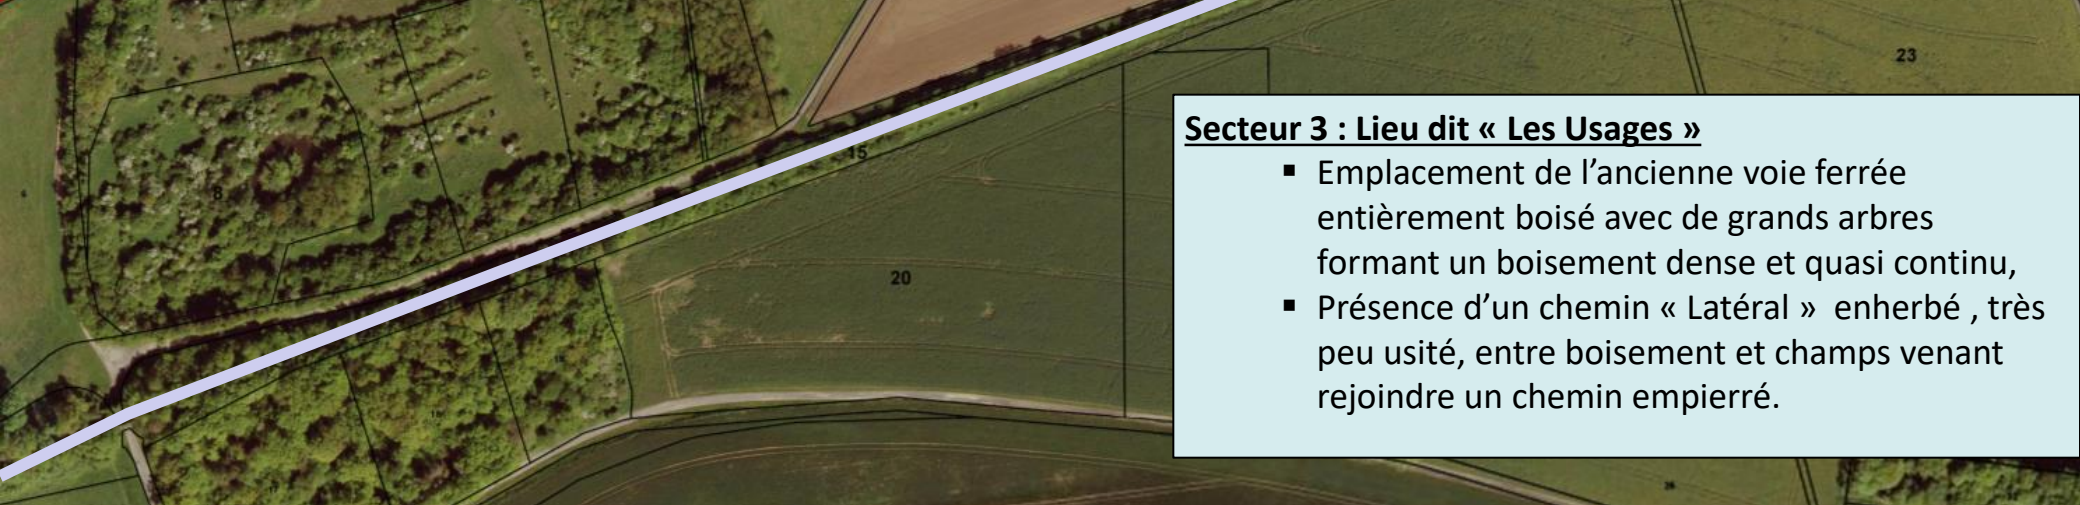 23
15
8
20
Secteur 3 : Lieu dit « Les Usages »
▪ Emplacement de l’ancienne voie ferrée
entièrement boisé avec de grands arbres
formant un boisement dense et quasi continu,
▪ Présence d’un chemin « Latéral »  enherbé , très
peu usité, entre boisement et champs venant
rejoindre un chemin empierré.